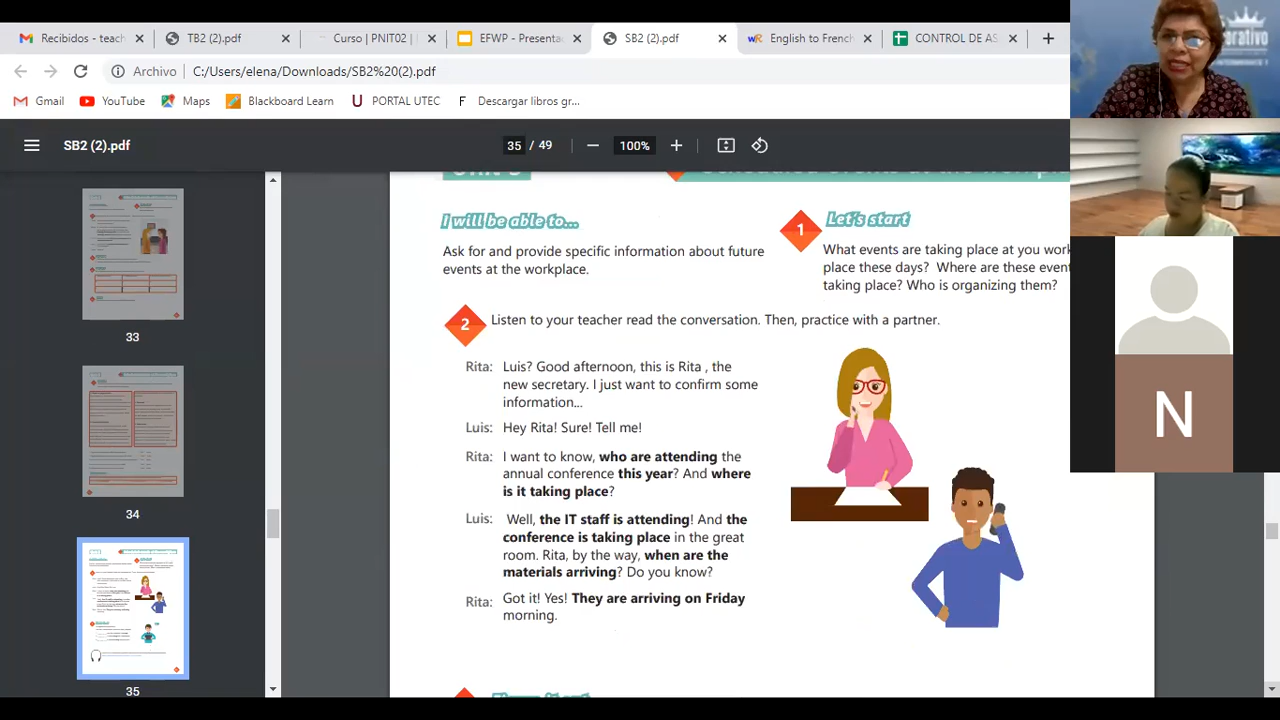 Recibidos - teach
TB2 (2).pdf
Curso | PNIT02 |
EFWP - Presenta
SB2 (2).pdf
English to French
CONTROL DE AS
Archivo
C:/Users/elena/Downloads/SB2%20(2).pdf
Gmail
YouTube
Maps
Blackboard Learn
PORTAL UTEC
Descargar libros gr...
SB2 (2).pdf
35 / 49
100%
33
34
35
I will be able to...
Ask for and provide specific information about future
events at the workplace.
1
Let's start
What events are taking place at you work
place these days? Where are these event
taking place? Who is organizing them?
2
Listen to your teacher read the conversation. Then, practice with a partner.
Rita: Luis? Good afternoon, this is Rita , the
new secretary. I just want to confirm some
information...
Luis: Hey Rita! Sure! Tell me!
Rita: I want to know, who are attending the
annual conference this year? And where
is it taking place?
Luis: Well, the IT staff is attending! And the
conference is taking place in the great
room. Rita, by the way, when are the
materials arriving? Do you know?
Rita: Got it! Yes! They are arriving on Friday
morning.
N